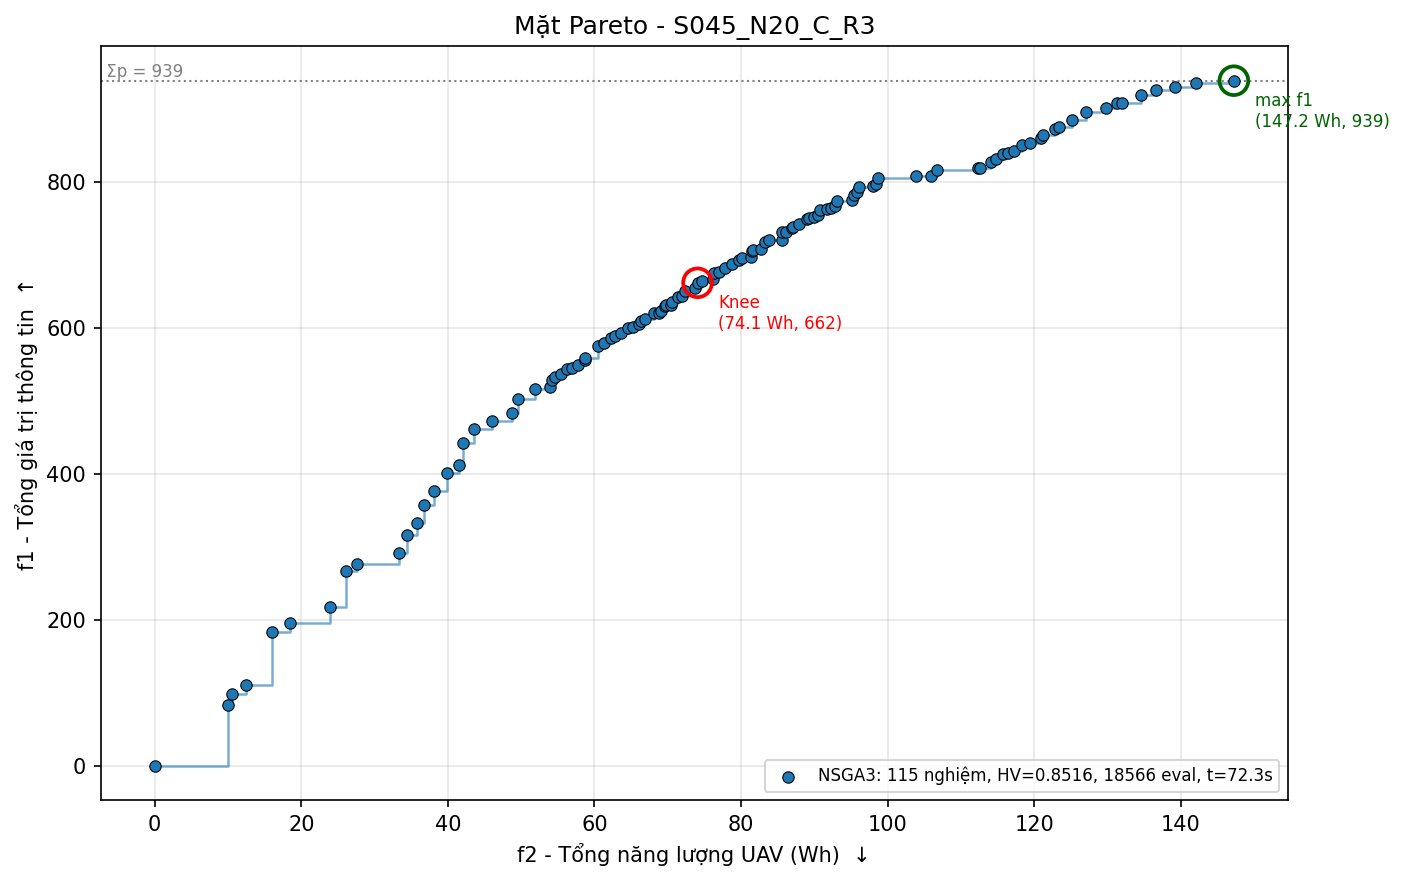 Mặt Pareto - S045_N20_C_R3
Σp = 939
max f1
(147.2 Wh, 939)
Knee
(74.1 Wh, 662)
NSGA3: 115 nghiệm, HV=0.8516, 18566 eval, t=72.3s
f1 - Tổng giá trị thông tin ↑
800
600
400
200
0
0 20 40 60 80 100 120 140
f2 - Tổng năng lượng UAV (Wh) ↓